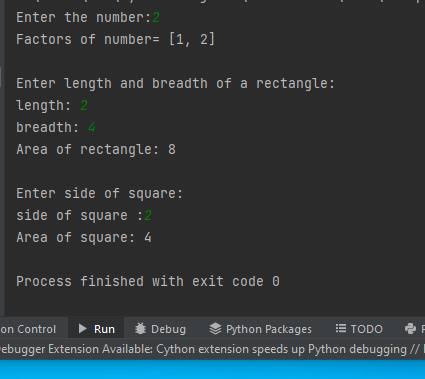 Enter the number:2
Factors of number= [1, 2]
Enter length and breadth of a rectangle:
length: 2
breadth: 4
Area of rectangle: 8
Enter side of square:
side of square :2
Area of square: 4
Process finished with exit code 0
on Control Run Debug Python Packages TODO
Debugger Extension Available: Cython extension speeds up Python debugging //